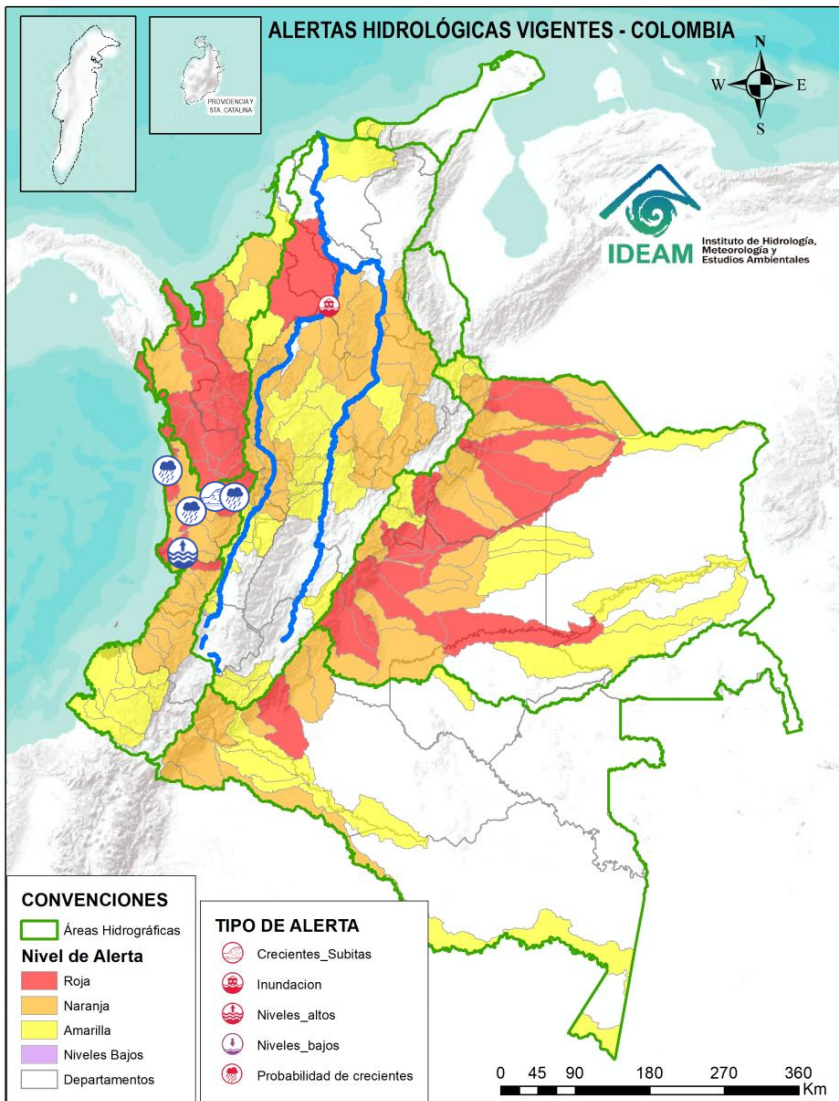 ALERTAS HIDROLÓGICAS VIGENTES - COLOMBIA
PROVIDENCIA Y
STA. CATALINA
N
W
E
S
IDEAM
Instituto de Hidrología,
Meteorología y
Estudios Ambientales
CONVENCIONES
Áreas Hidrográficas
Nivel de Alerta
Roja
Naranja
Amarilla
Niveles Bajos
Departamentos
TIPO DE ALERTA
Crecientes_Subitas
Inundacion
Niveles_altos
Niveles_bajos
Probabilidad de crecientes
0 45 90 180 270 360
Km